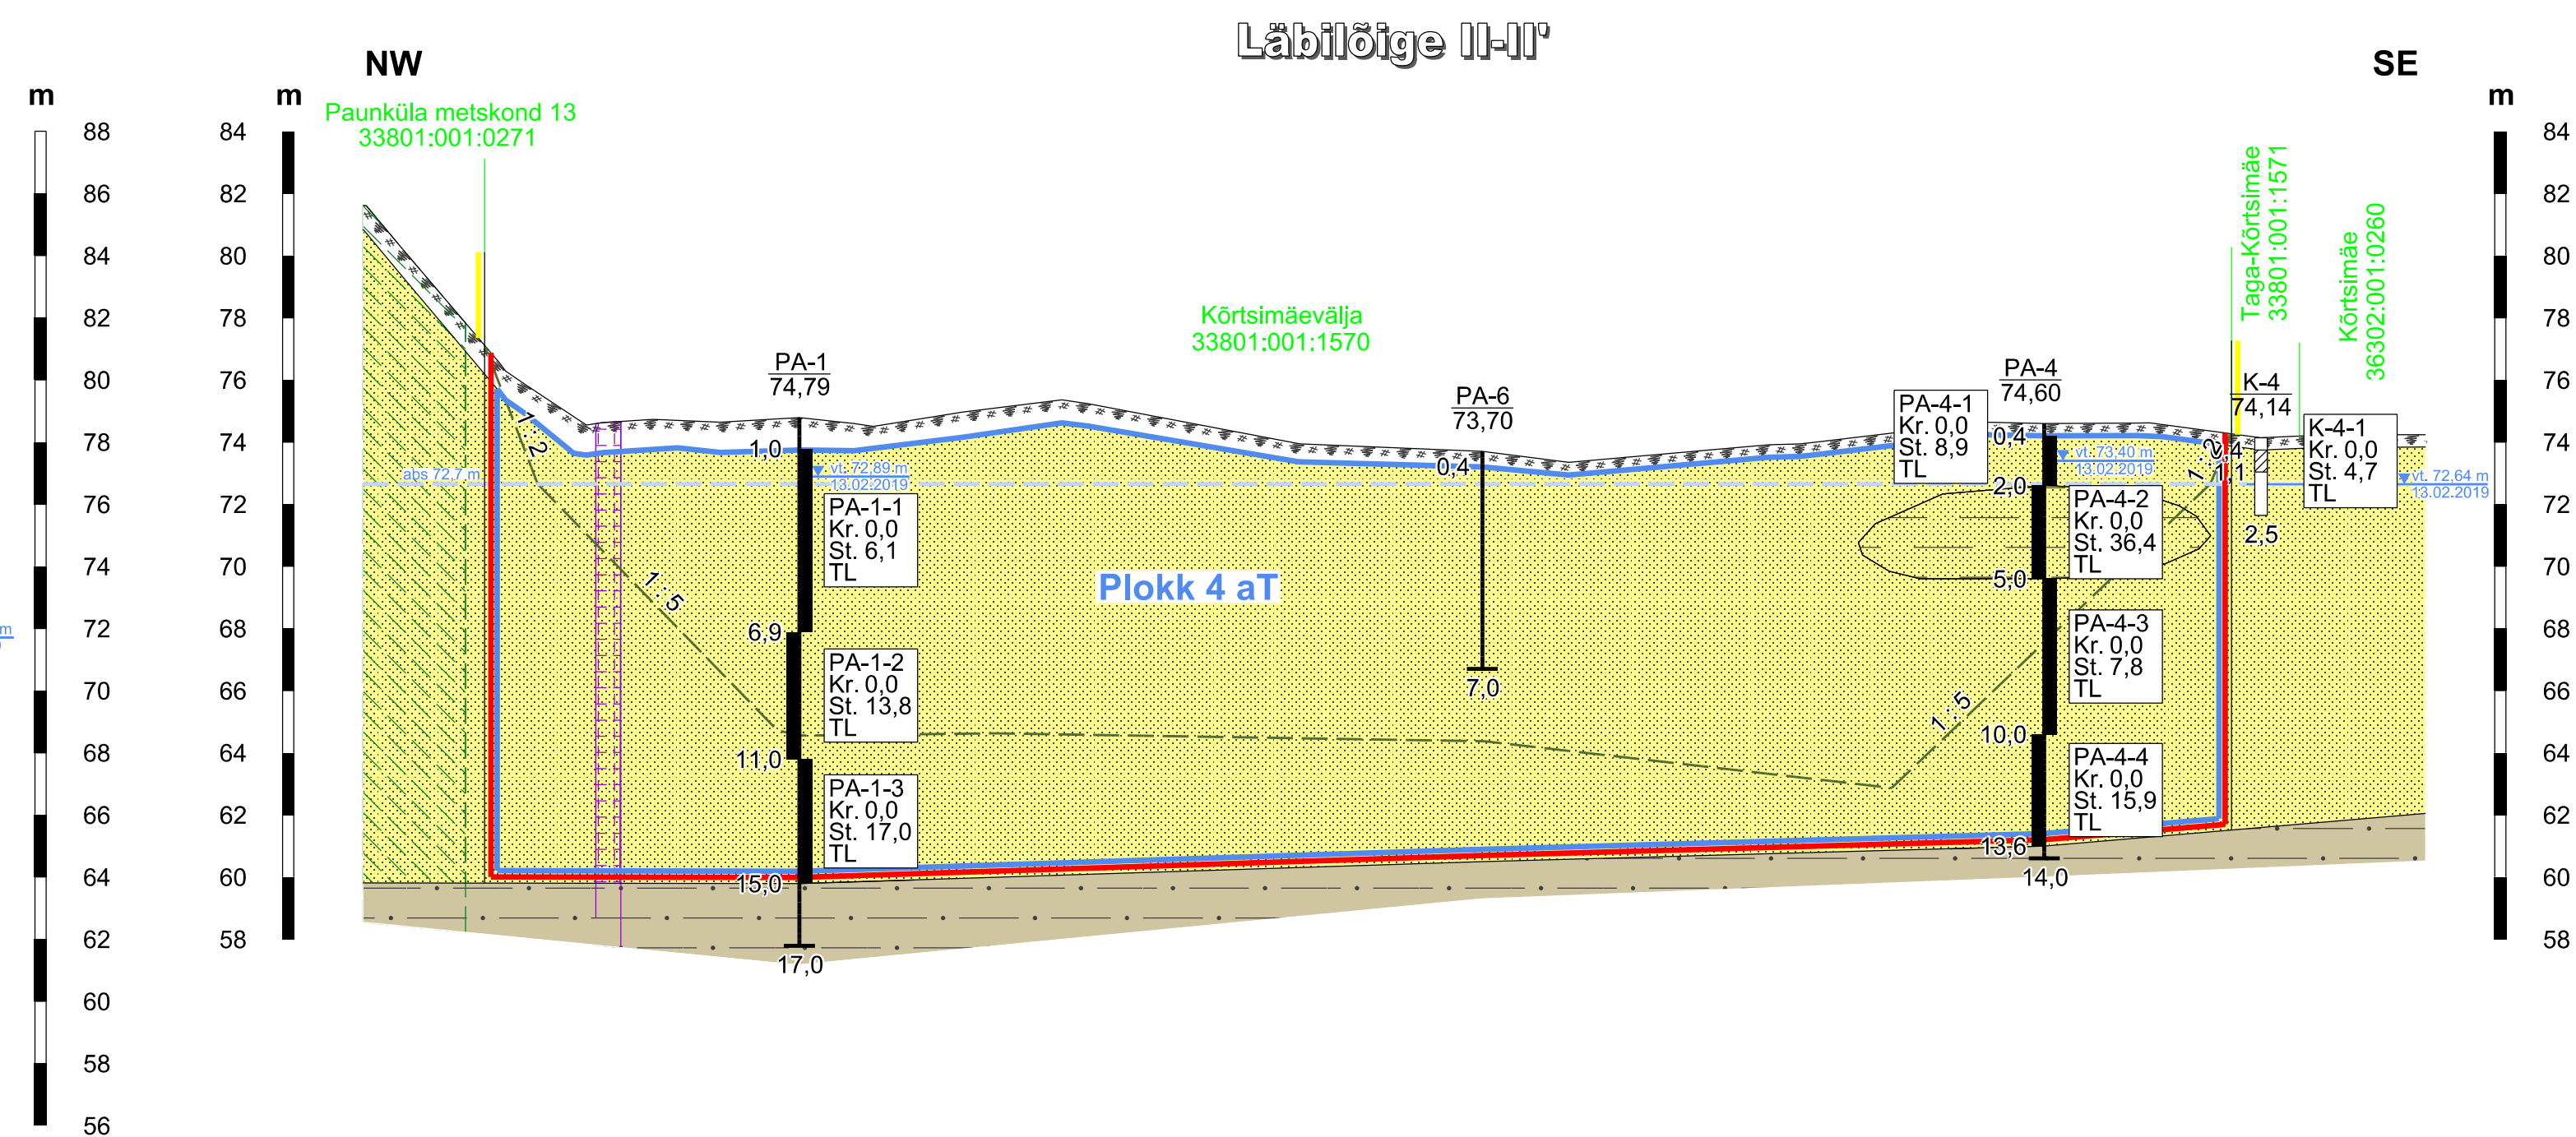 Läbilõige II-II'
NW
SE
m
m
m
88
86
84
82
80
78
76
74
72
70
68
66
64
62
60
58
56
84
82
80
78
76
74
72
70
68
66
64
62
60
58
Paunküla metskond 13
33801:001:0271
Kõrtsimäevälja
33801:001:1570
Taga-Kõrtsimäe
33801:001:1571
Kõrtsimäe
36302:001:0260
PA-1
74,79
1,0
6,9
11,0
15,0
17,0
vt. 72,89 m
13.02.2019
abs 72,7 m
1 : 2
1 : 5
PA-1-1
Kr. 0,0
St. 6,1
TL
PA-1-2
Kr. 0,0
St. 13,8
TL
PA-1-3
Kr. 0,0
St. 17,0
TL
Plokk 4 aT
PA-6
73,70
0,4
7,0
PA-4
74,60
0,4
2,0
5,0
10,0
13,6
14,0
vt. 73,40 m
13.02.2019
PA-4-1
Kr. 0,0
St. 8,9
TL
PA-4-2
Kr. 0,0
St. 36,4
TL
PA-4-3
Kr. 0,0
St. 7,8
TL
PA-4-4
Kr. 0,0
St. 15,9
TL
1 : 5
1 : 2
K-4
74,14
1,1
2,5
K-4-1
Kr. 0,0
St. 4,7
TL
vt. 72,64 m
13.02.2019
84
82
80
78
76
74
72
70
68
66
64
62
60
58
m